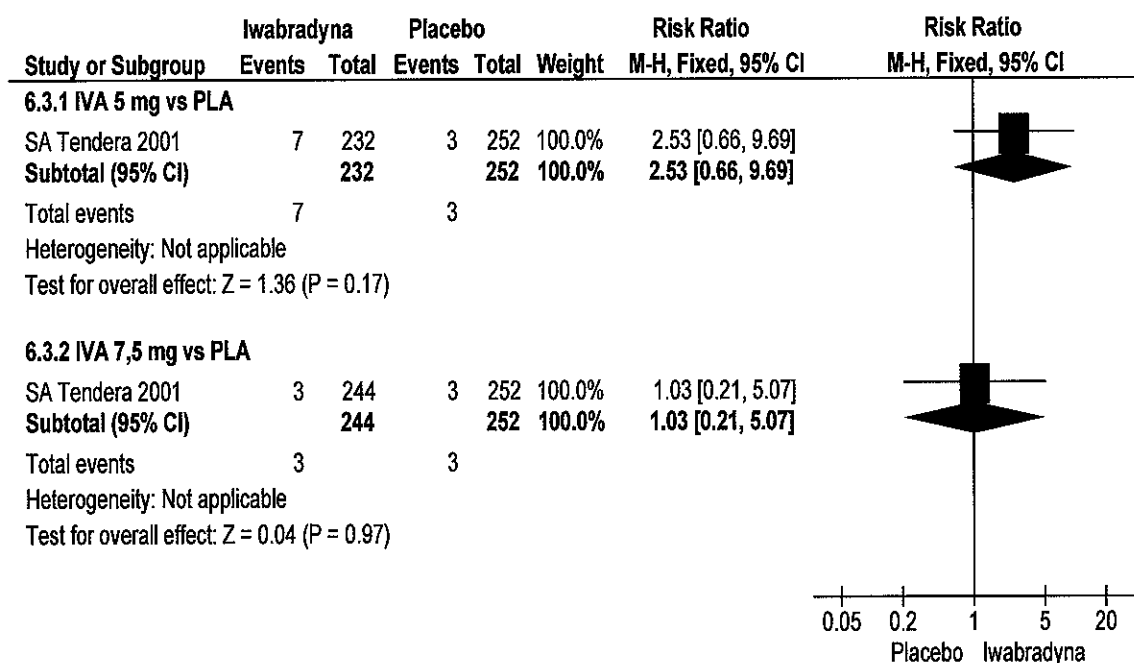 Iwabradyna Placebo Risk Ratio Risk Ratio
Study or Subgroup Events Total Events Total Weight M-H, Fixed, 95% CI M-H, Fixed, 95% CI
6.3.1 IVA 5 mg vs PLA
SA Tendera 2001 7 232 3 252 100.0% 2.53 [0.66, 9.69]
Subtotal (95% CI) 232 252 100.0% 2.53 [0.66, 9.69]
Total events 7 3
Heterogeneity: Not applicable
Test for overall effect: Z = 1.36 (P = 0.17)
6.3.2 IVA 7,5 mg vs PLA
SA Tendera 2001 3 244 3 252 100.0% 1.03 [0.21, 5.07]
Subtotal (95% CI) 244 252 100.0% 1.03 [0.21, 5.07]
Total events 3 3
Heterogeneity: Not applicable
Test for overall effect: Z = 0.04 (P = 0.97)
0.05 0.2 1 5 20
Placebo Iwabradyna